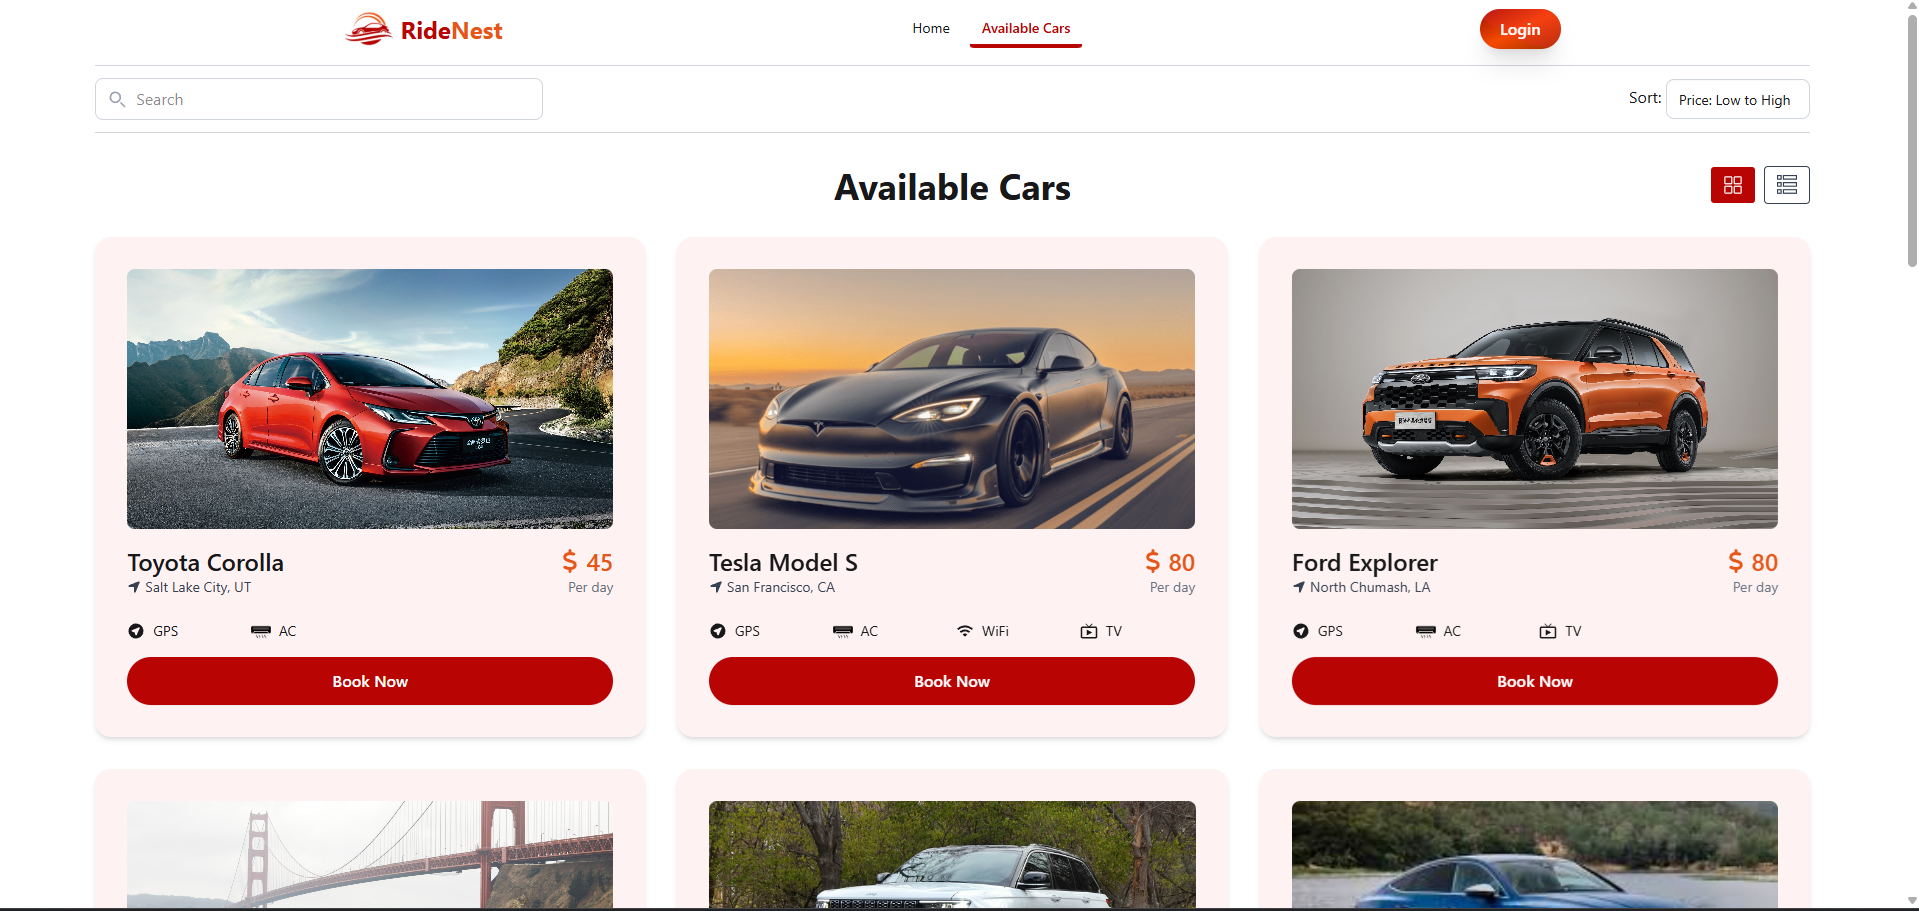 RideNest
Home
Available Cars
Login
Search
Sort:
Price: Low to High
Available Cars
Toyota Corolla
$ 45
Salt Lake City, UT
Per day
GPS
AC
Book Now
Tesla Model S
$ 80
San Francisco, CA
Per day
GPS
AC
WiFi
TV
Book Now
Ford Explorer
$ 80
North Chumash, LA
Per day
GPS
AC
TV
Book Now